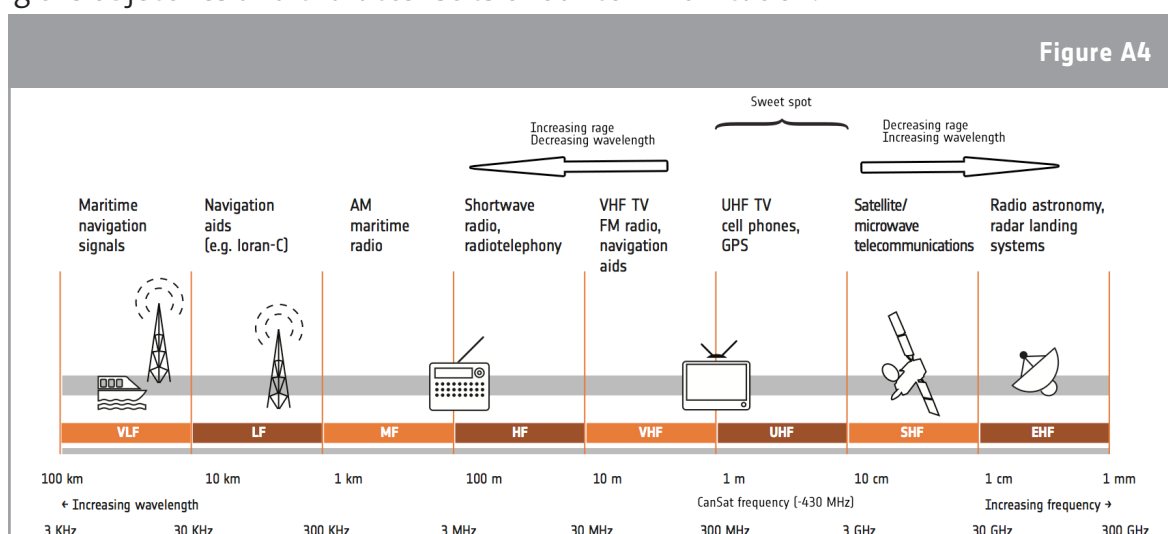 Figure A4
Sweet spot
Increasing rage
Decreasing wavelength
Decreasing rage
Increasing wavelength
Maritime
navigation
signals
Navigation
aids
(e.g. loran-C)
AM
maritime
radio
Shortwave
radio,
radiotelephony
VHF TV
FM radio,
navigation
aids
UHF TV
cell phones,
GPS
Satellite/
microwave
telecommunications
Radio astronomy,
radar landing
systems
VLF LF MF HF VHF UHF SHF EHF
100 km 10 km 1 km 100 m 10 m 1 m 10 cm 1 cm 1 mm
← Increasing wavelength CanSat frequency (-430 MHz) Increasing frequency →
3 KHz 30 KHz 300 KHz 3 MHz 30 MHz 300 MHz 3 GHz 30 GHz 300 GHz